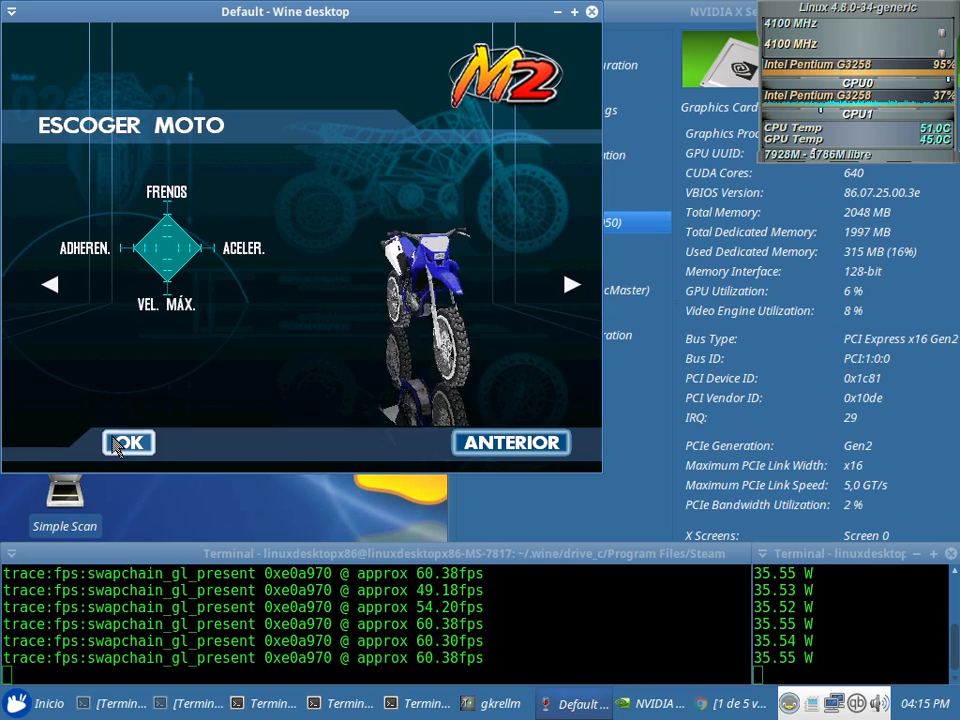 Default - Wine desktop
M2
ESCOGER MOTO
FRENOS
ADHEREN.
ACELER.
VEL. MÁX.
OK
ANTERIOR
NVIDIA X Se
uration
gs
ation
50)
cMaster)
ration
Graphics Card
Graphics Proc
GPU UUID:
CUDA Cores: 640
VBIOS Version: 86.07.25.00.3e
Total Memory: 2048 MB
Total Dedicated Memory: 1997 MB
Used Dedicated Memory: 315 MB (16%)
Memory Interface: 128-bit
GPU Utilization: 6 %
Video Engine Utilization: 8 %
Bus Type: PCI Express x16 Gen2
Bus ID: PCI:1:0:0
PCI Device ID: 0x1c81
PCI Vendor ID: 0x10de
IRQ: 29
PCIe Generation: Gen2
Maximum PCIe Link Width: x16
Maximum PCIe Link Speed: 5,0 GT/s
PCIe Bandwidth Utilization: 2 %
X Screens: Screen 0
Linux 4.8.0-34-generic
4100 MHz
4100 MHz
Intel Pentium G3258 95%
CPU0
Intel Pentium G3258 37%
CPU1
CPU Temp 51.0C
GPU Temp 45.0C
7928M - 5786M libre
Simple Scan
Terminal - linuxdesktopx86@linuxdesktopx86-MS-7817: ~/.wine/drive_c/Program Files/Steam
trace:fps:swapchain_gl_present 0xe0a970 @ approx 60.38fps
trace:fps:swapchain_gl_present 0xe0a970 @ approx 49.18fps
trace:fps:swapchain_gl_present 0xe0a970 @ approx 54.20fps
trace:fps:swapchain_gl_present 0xe0a970 @ approx 60.38fps
trace:fps:swapchain_gl_present 0xe0a970 @ approx 60.30fps
trace:fps:swapchain_gl_present 0xe0a970 @ approx 60.38fps
Terminal - linuxdesktop
35.55 W
35.53 W
35.52 W
35.55 W
35.54 W
35.55 W
Inicio
[Termin...
[Termin...
Termin...
Termin...
Termin...
gkrellm
Default ...
NVIDIA ...
[1 de 5 v...
04:15 PM